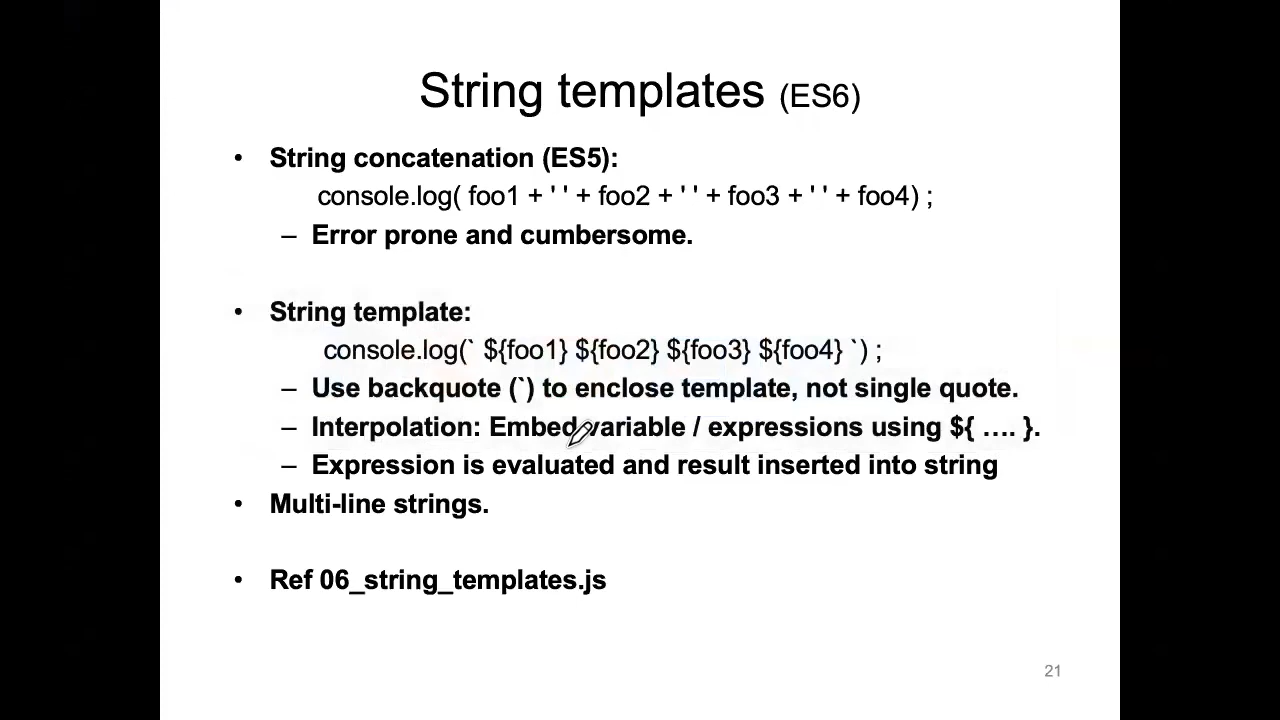 String templates (ES6)
• String concatenation (ES5):
console.log( foo1 + ' ' + foo2 + ' ' + foo3 + ' ' + foo4) ;
– Error prone and cumbersome.
• String template:
console.log(` ${foo1} ${foo2} ${foo3} ${foo4} `) ;
– Use backquote (`) to enclose template, not single quote.
– Interpolation: Embed variable / expressions using ${ …. }.
– Expression is evaluated and result inserted into string
• Multi-line strings.
• Ref 06_string_templates.js
21